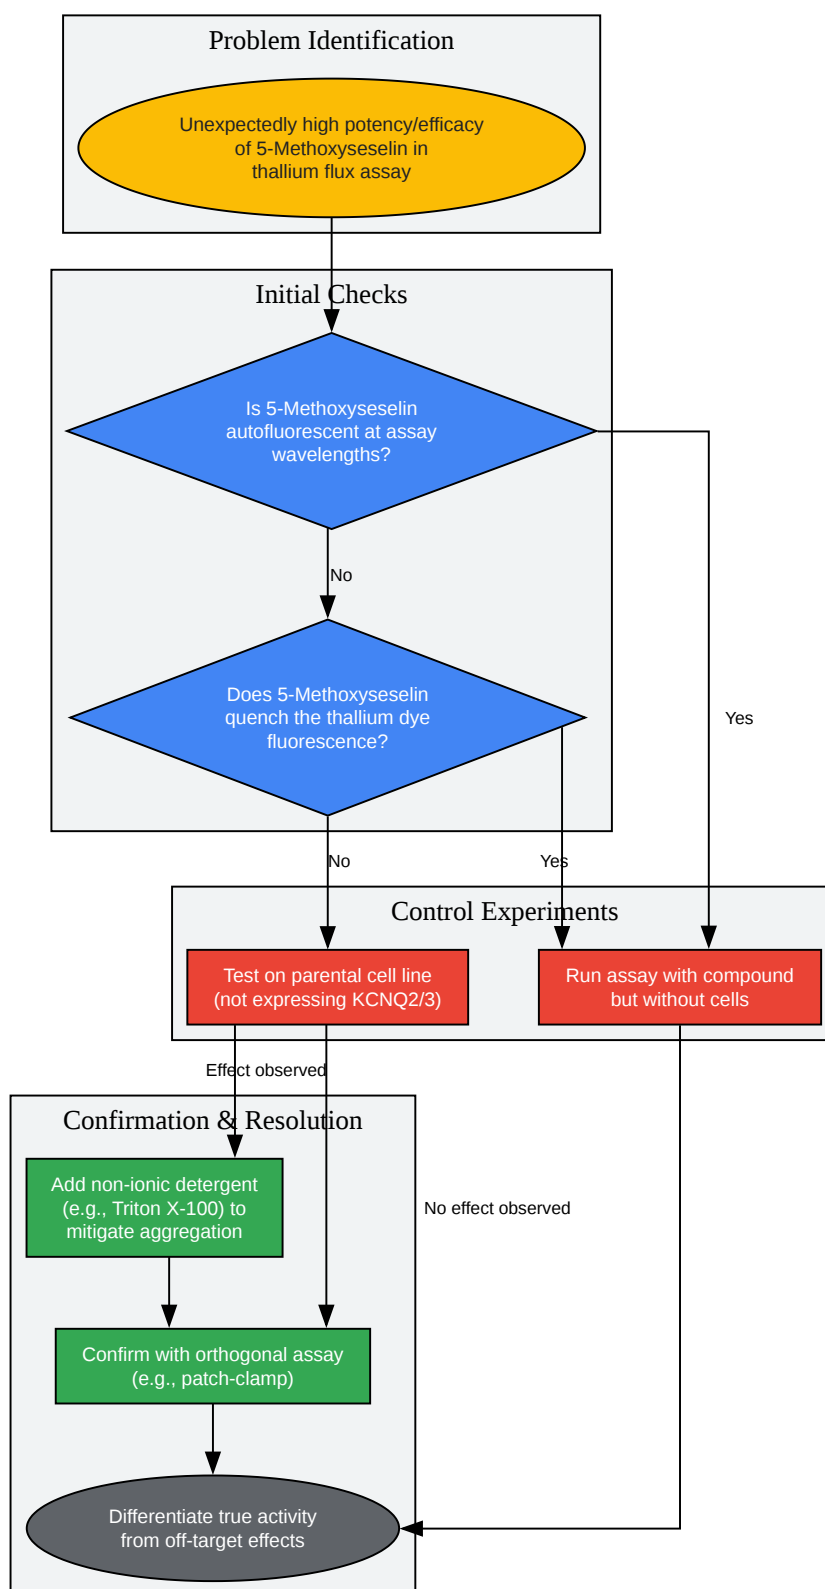 Problem Identification
Unexpectedly high potency/efficacy
of 5-Methoxyseselin in
thallium flux assay
Initial Checks
Is 5-Methoxyseselin
autofluorescent at assay
wavelengths?
No
Does 5-Methoxyseselin
quench the thallium dye
fluorescence?
Yes
No
Yes
Control Experiments
Test on parental cell line
(not expressing KCNQ2/3)
Run assay with compound
but without cells
Effect observed
Confirmation & Resolution
Add non-ionic detergent
(e.g., Triton X-100) to
mitigate aggregation
No effect observed
Confirm with orthogonal assay
(e.g., patch-clamp)
Differentiate true activity
from off-target effects